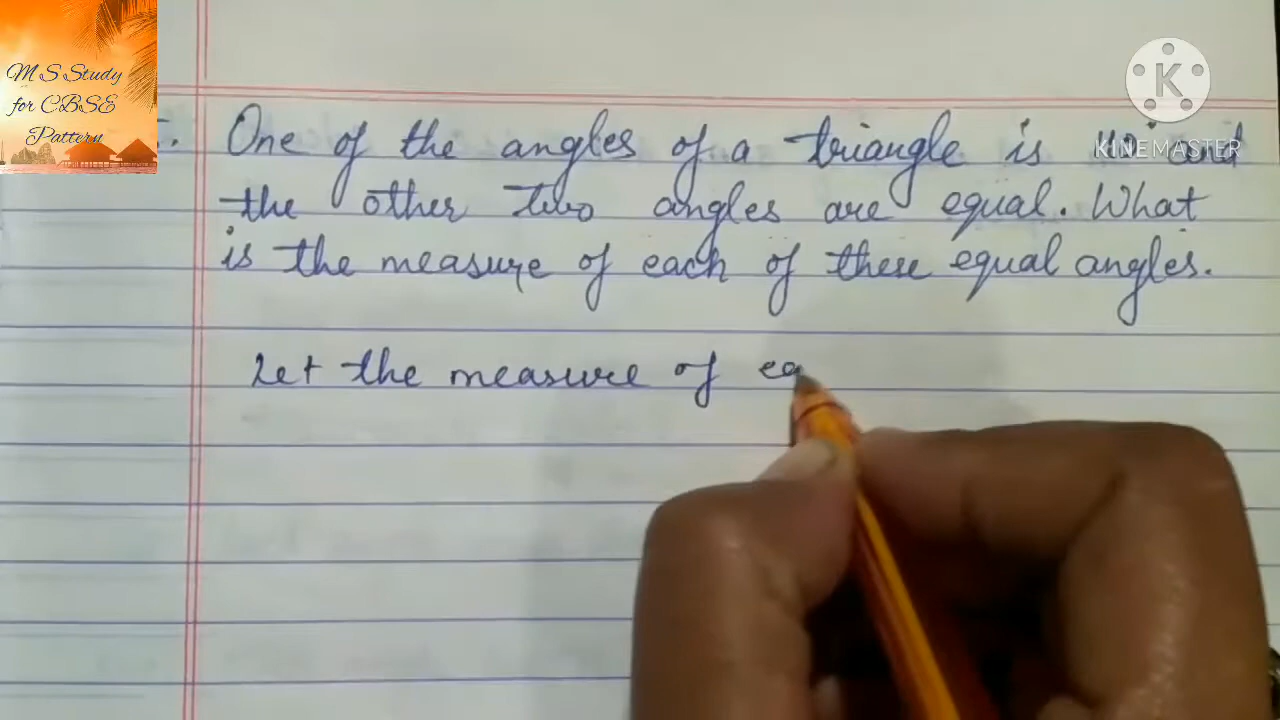 M S Study
for CBSE
Pattern
K
KINEMASTER
One of the angles of a triangle is and
the other two angles are equal. What
is the measure of each of these equal angles.
Let the measure of ea